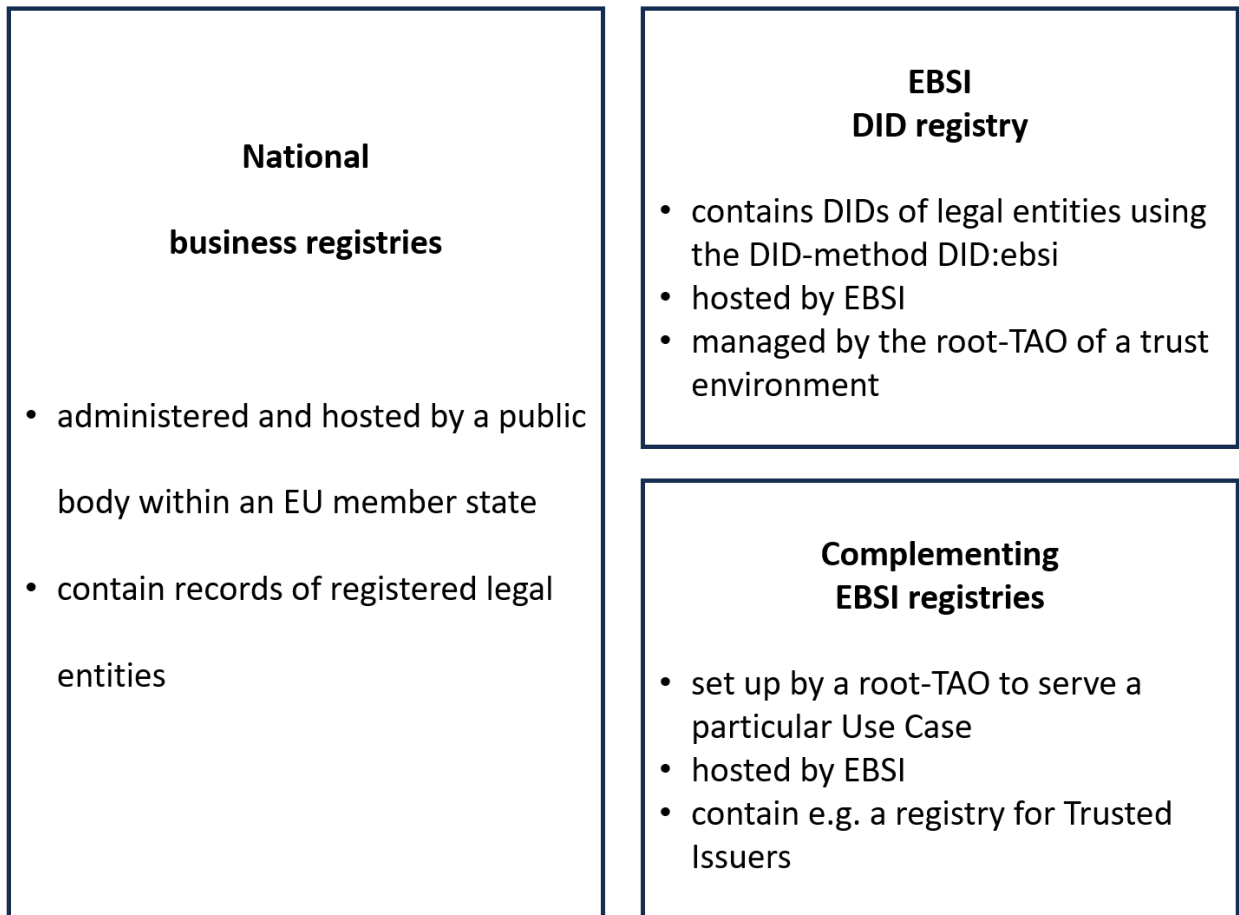 National
business registries
• administered and hosted by a public
body within an EU member state
• contain records of registered legal
entities
EBSI
DID registry
• contains DIDs of legal entities using
the DID-method DID:ebsi
• hosted by EBSI
• managed by the root-TAO of a trust
environment
Complementing
EBSI registries
• set up by a root-TAO to serve a
particular Use Case
• hosted by EBSI
• contain e.g. a registry for Trusted
Issuers